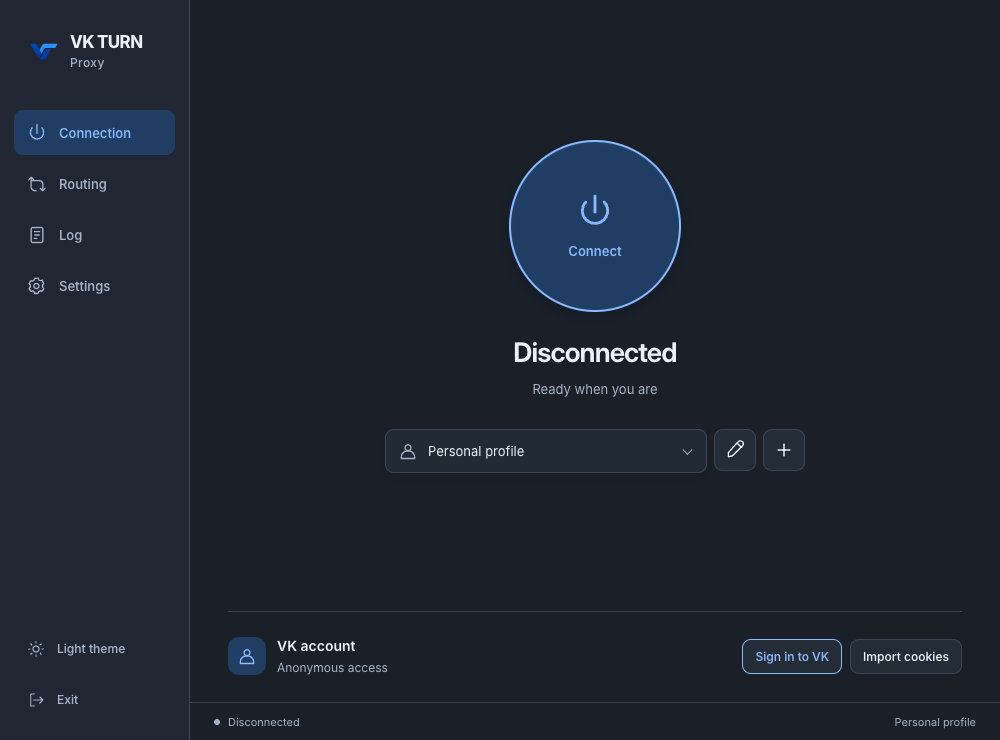 VK TURN
Proxy
Connection
Routing
Log
Settings
Light theme
Exit
Connect
Disconnected
Ready when you are
Personal profile
VK account
Anonymous access
Sign in to VK
Import cookies
Disconnected
Personal profile